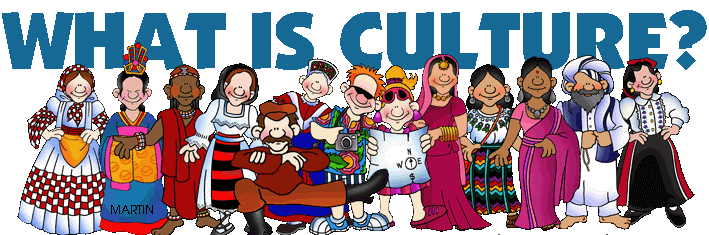 WHAT IS CULTURE?
N
W E
S
MARTIN